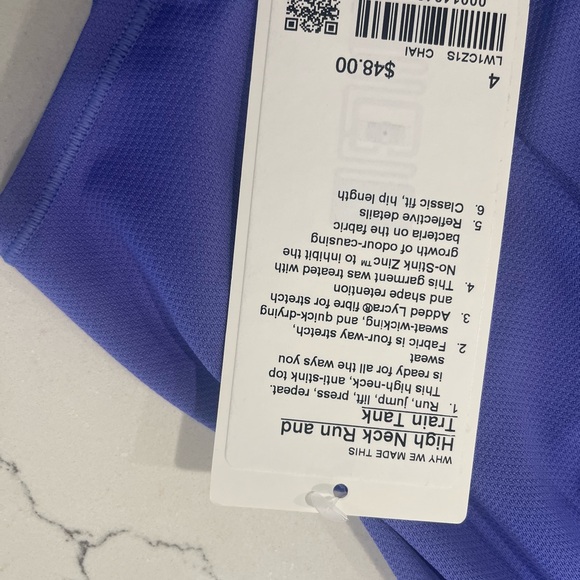 WHY WE MADE THIS
High Neck Run and
Train Tank
1. Run, jump, lift, press, repeat.
This high-neck, anti-stink top
is ready for all the ways you
sweat
2. Fabric is four-way stretch,
sweat-wicking, and quick-drying
3. Added Lycra® fibre for stretch
and shape retention
4. This garment was treated with
No-Stink Zinc™ to inhibit the
growth of odour-causing
bacteria on the fabric
5. Reflective details
6. Classic fit, hip length
4 $48.00
LW1CZ1S CHAI